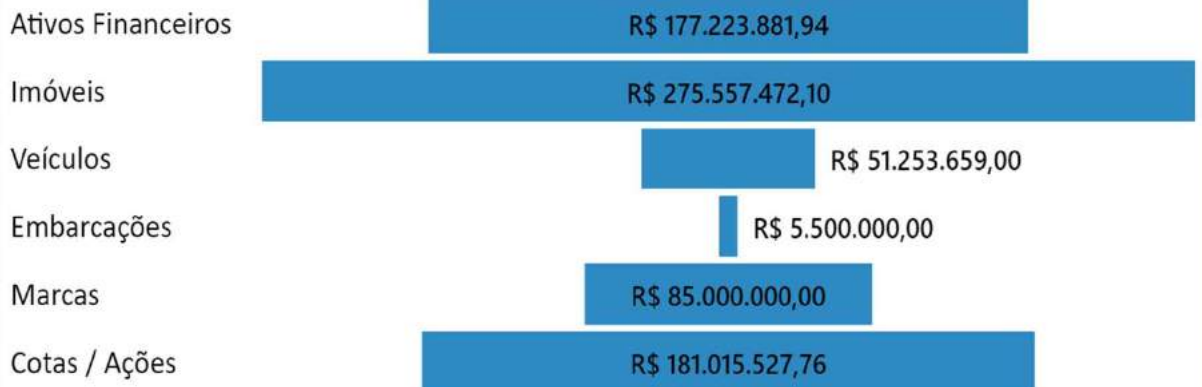 Ativos Financeiros R$ 177.223.881,94
Imóveis R$ 275.557.472,10
Veículos R$ 51.253.659,00
Embarcações R$ 5.500.000,00
Marcas R$ 85.000.000,00
Cotas / Ações R$ 181.015.527,76